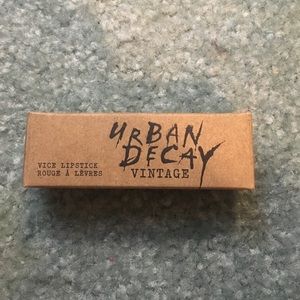 URBAN
DECAY
VINTAGE
VICE LIPSTICK
ROUGE À LÈVRES